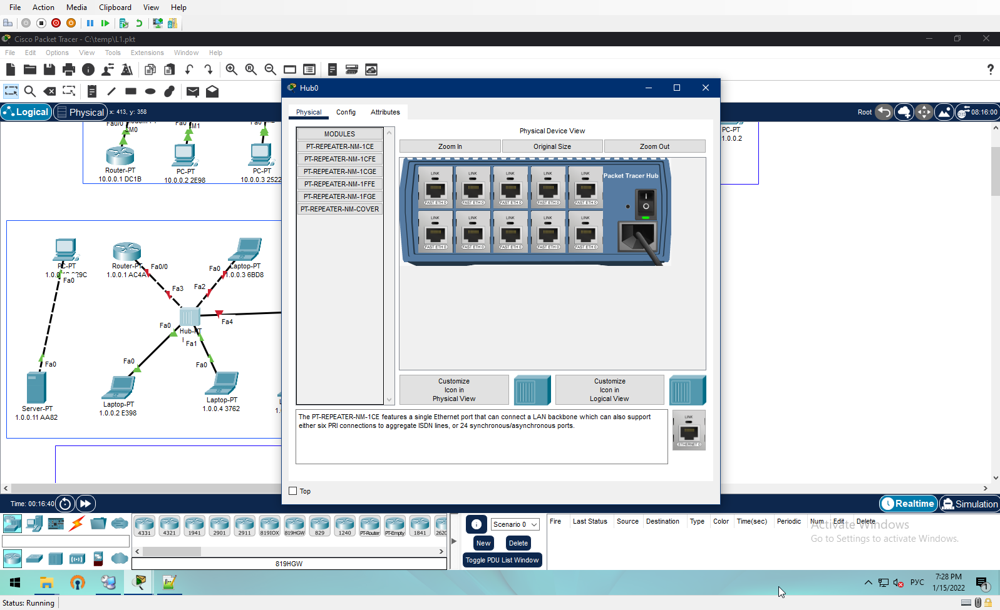 File Action Media Clipboard View Help
Cisco Packet Tracer - C:\temp\L1.pkt
File Edit Options View Tools Extensions Window Help
?
Logical Physical x: 413, y: 358
Root 08:16:00
Fa0/0 CM0
Router-PT
10.0.0.1 DC1B
PC-PT
10.0.0.2 2E98
PC-PT
10.0.0.3 2522
PC-PT
1.0.0.2
PC-PT
Fa0
Router-PT
1.0.0.1 AC4A
Fa0/0
Laptop-PT
1.0.0.3 6BD8
Fa0
Fa3
Fa2
Fa4
Fa0
Fa1
Fa0
Fa0
Fa0
Server-PT
1.0.0.11 AA82
Laptop-PT
1.0.0.2 E398
Laptop-PT
1.0.0.4 3762
Hub0
Physical Config Attributes
MODULES
PT-REPEATER-NM-1CE
PT-REPEATER-NM-1CFE
PT-REPEATER-NM-1CGE
PT-REPEATER-NM-1FFE
PT-REPEATER-NM-1FGE
PT-REPEATER-NM-COVER
Physical Device View
Zoom In Original Size Zoom Out
LINK LINK LINK LINK LINK
Packet Tracer Hub
FAST ETH 0 FAST ETH 0 FAST ETH 0 FAST ETH 0 FAST ETH 0
LINK LINK LINK LINK LINK
FAST ETH 0 FAST ETH 0 FAST ETH 0 FAST ETH 0 FAST ETH 0
Customize
Icon in
Physical View
Customize
Icon in
Logical View
The PT-REPEATER-NM-1CE features a single Ethernet port that can connect a LAN backbone which can also support
either six PRI connections to aggregate ISDN lines, or 24 synchronous/asynchronous ports.
LINK
ETHERNET 0
Top
Time: 00:16:40
Realtime Simulation
4331 4321 1941 2901 2911 819IOX 819HGW 829 1240 PT-Router PT-Empty 1841 2620
819HGW
Scenario 0
New Delete
Toggle PDU List Window
Fire Last Status Source Destination Type Color Time(sec) Periodic Num Edit Delete
Activate Windows
Go to Settings to activate Windows.
РУС
7:28 PM
1/15/2022
1
Status: Running